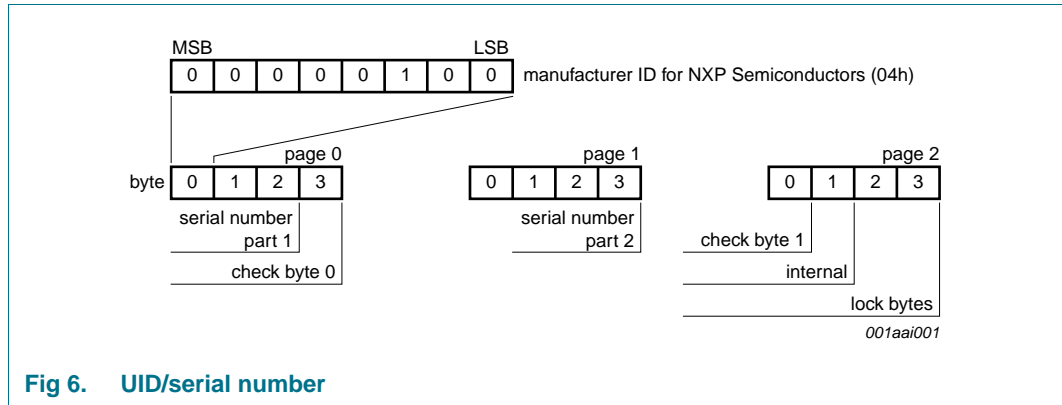 MSB LSB
0 0 0 0 0 1 0 0 manufacturer ID for NXP Semiconductors (04h)
page 0 page 1 page 2
byte 0 1 2 3 0 1 2 3 0 1 2 3
serial number serial number
part 1 part 2 check byte 1
check byte 0 internal
lock bytes
001aai001
Fig 6. UID/serial number